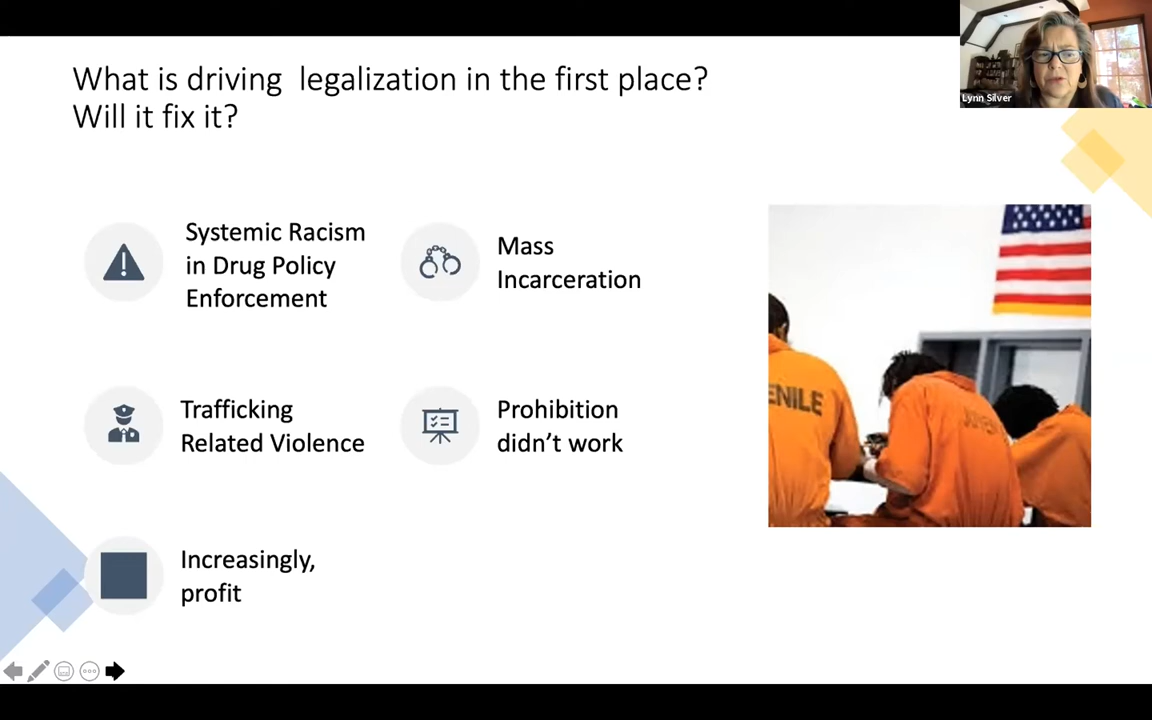 What is driving  legalization in the first place?
Will it fix it?
Lynn Silver
Systemic Racism
in Drug Policy
Enforcement
Mass
Incarceration
Trafficking
Related Violence
Prohibition
didn’t work
Increasingly,
profit
ENILE